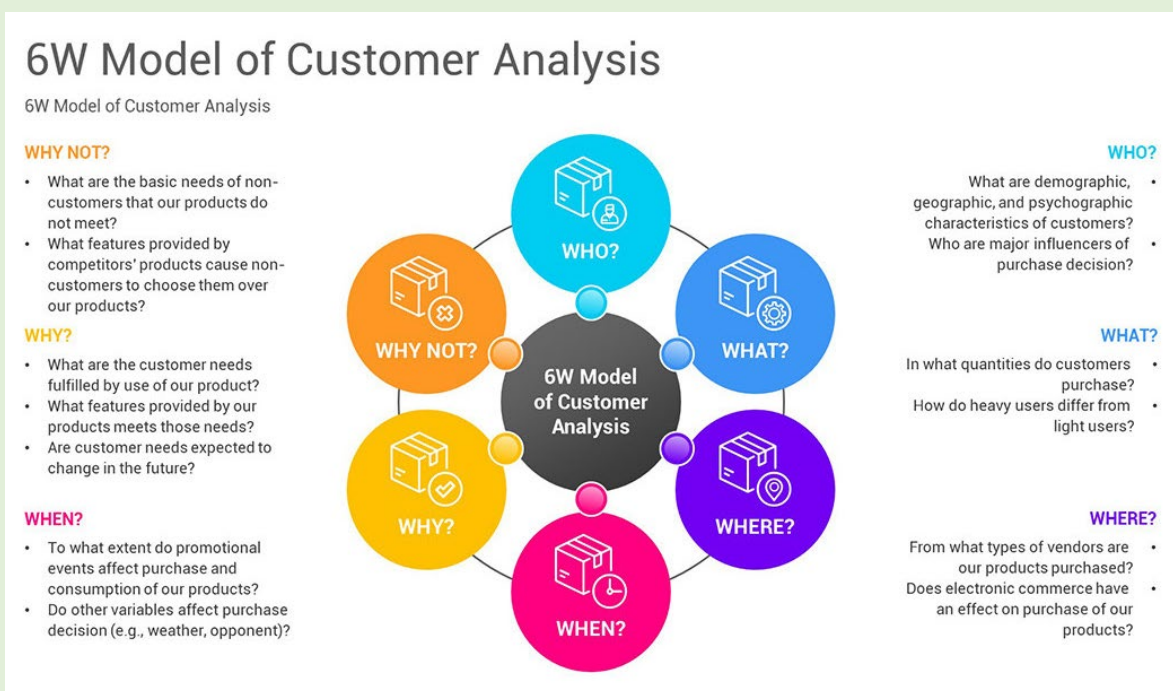 6W Model of Customer Analysis
6W Model of Customer Analysis
WHY NOT?
• What are the basic needs of non-
customers that our products do
not meet?
• What features provided by
competitors' products cause non-
customers to choose them over
our products?
WHY?
• What are the customer needs
fulfilled by use of our product?
• What features provided by our
products meets those needs?
• Are customer needs expected to
change in the future?
WHEN?
• To what extent do promotional
events affect purchase and
consumption of our products?
• Do other variables affect purchase
decision (e.g., weather, opponent)?
WHO?
WHAT?
WHERE?
WHEN?
WHY?
WHY NOT?
6W Model
of Customer
Analysis
WHO?
What are demographic, •
geographic, and psychographic
characteristics of customers?
Who are major influencers of •
purchase decision?
WHAT?
In what quantities do customers •
purchase?
How do heavy users differ from •
light users?
WHERE?
From what types of vendors are •
our products purchased?
Does electronic commerce have •
an effect on purchase of our
products?